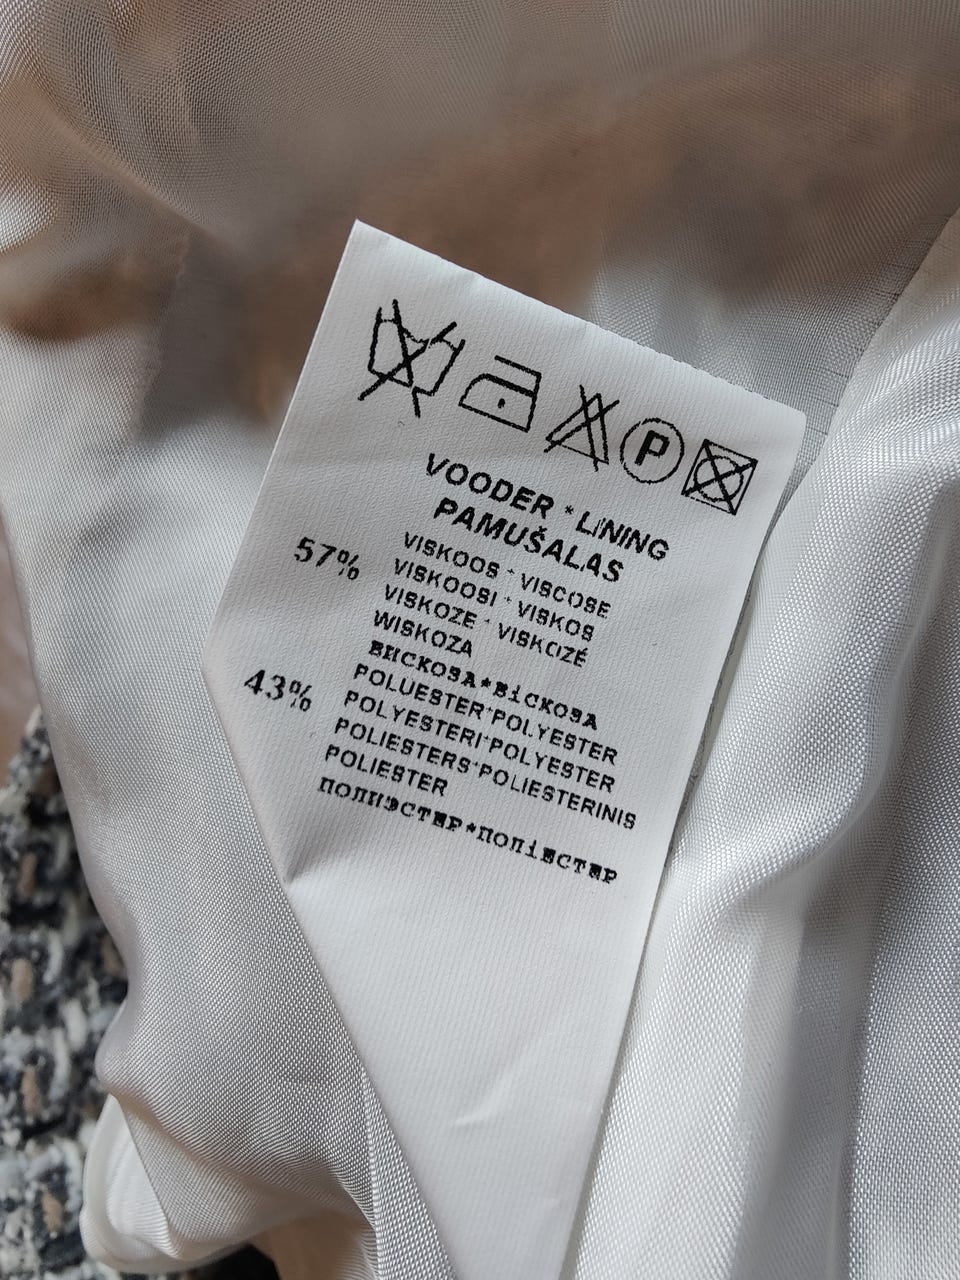 P
VOODER * LINING
PAMUŠALAS
57% VISKOOS * VISCOSE
VISKOOSI * VISKOS
VISKOZE * VISKOZĖ
WISKOZA
ВИСКОЗА*ВіСКОЗА
43% POLUESTER*POLYESTER
POLYESTERI*POLYESTER
POLIESTERS*POLIESTERINIS
POLIESTER
ПОЛИЭСТЕР*ПОЛіЕСТЕР